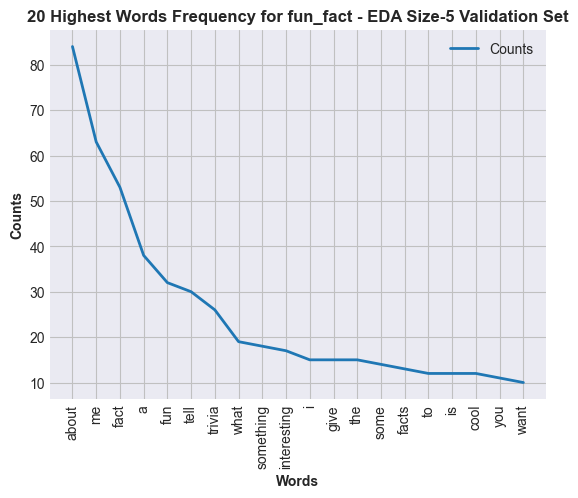 20 Highest Words Frequency for fun_fact - EDA Size-5 Validation Set
Counts
80
70
60
50
40
30
20
10
Counts
about
me
fact
a
fun
tell
trivia
what
something
interesting
i
give
the
some
facts
to
is
cool
you
want
Words